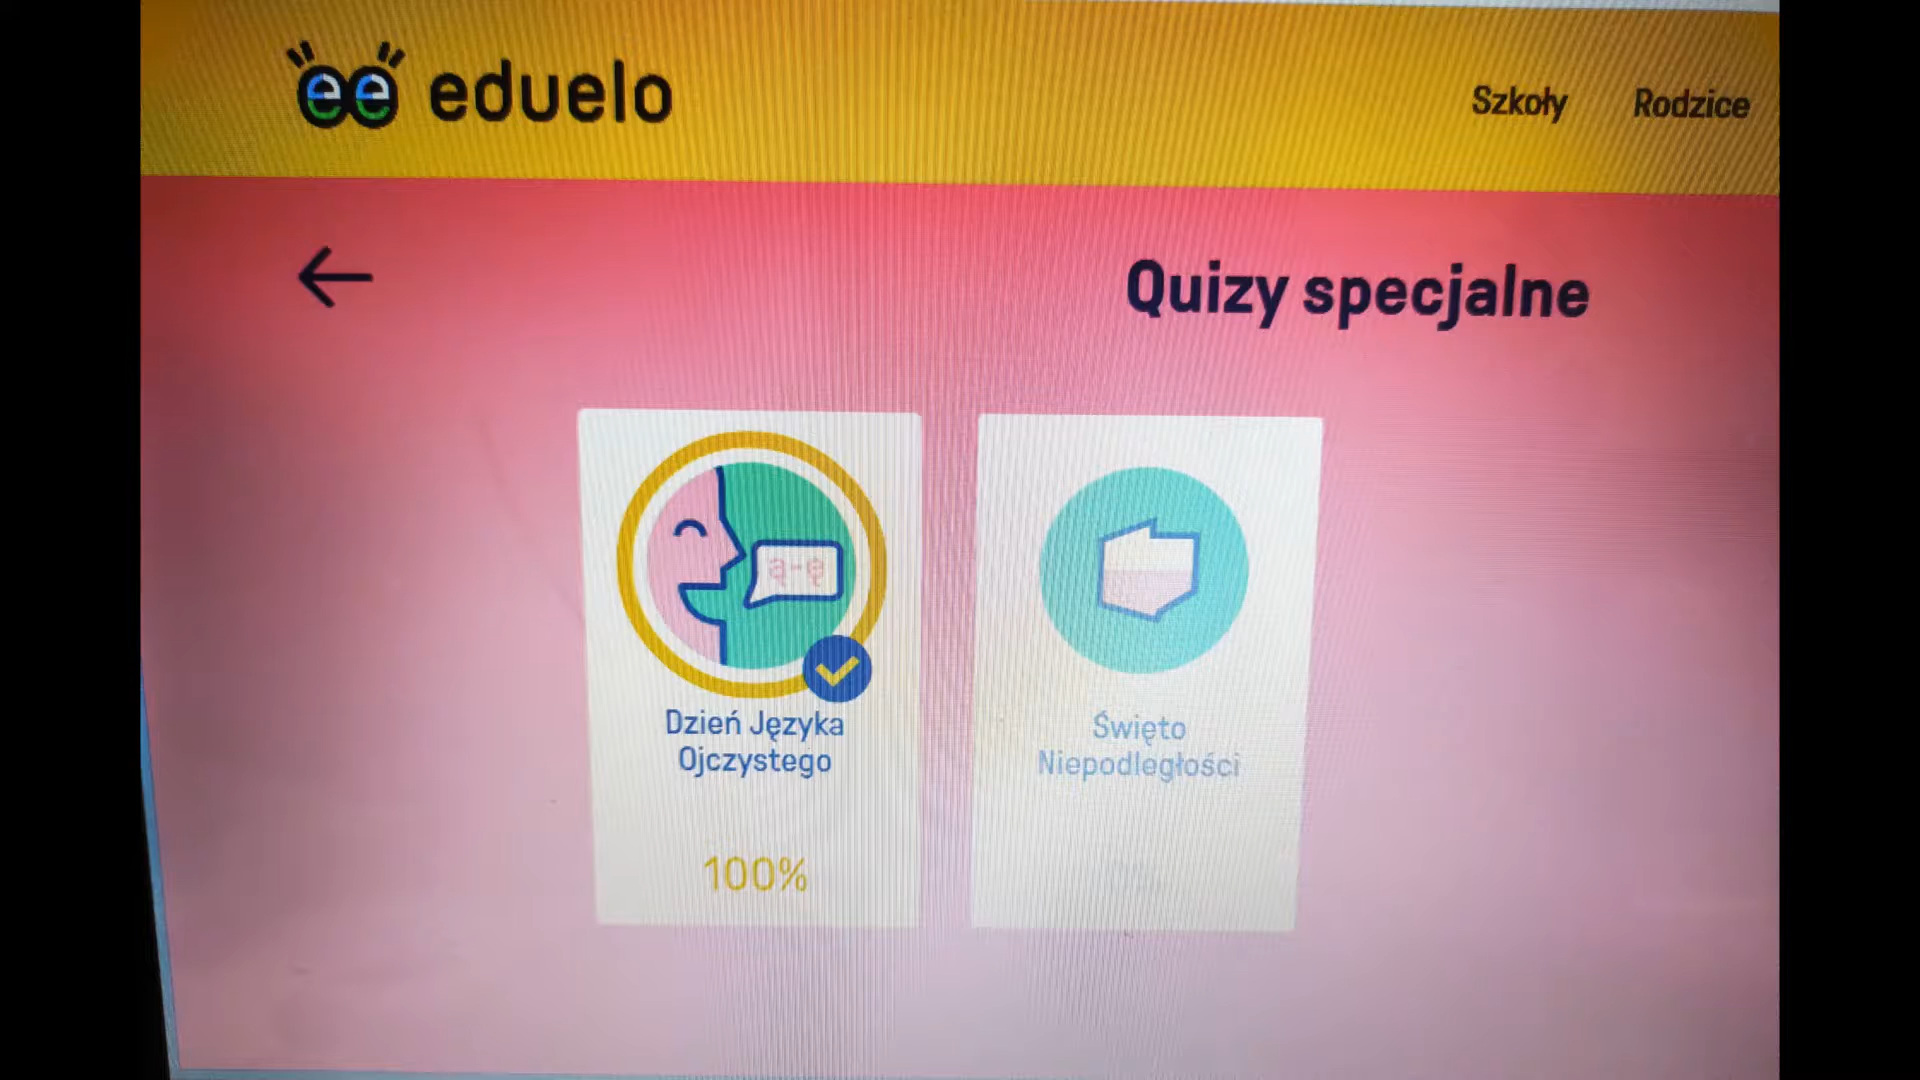 eduelo
Szkoły
Rodzice
Quizy specjalne
ą-ę
Dzień Języka
Ojczystego
100%
Święto
Niepodległości